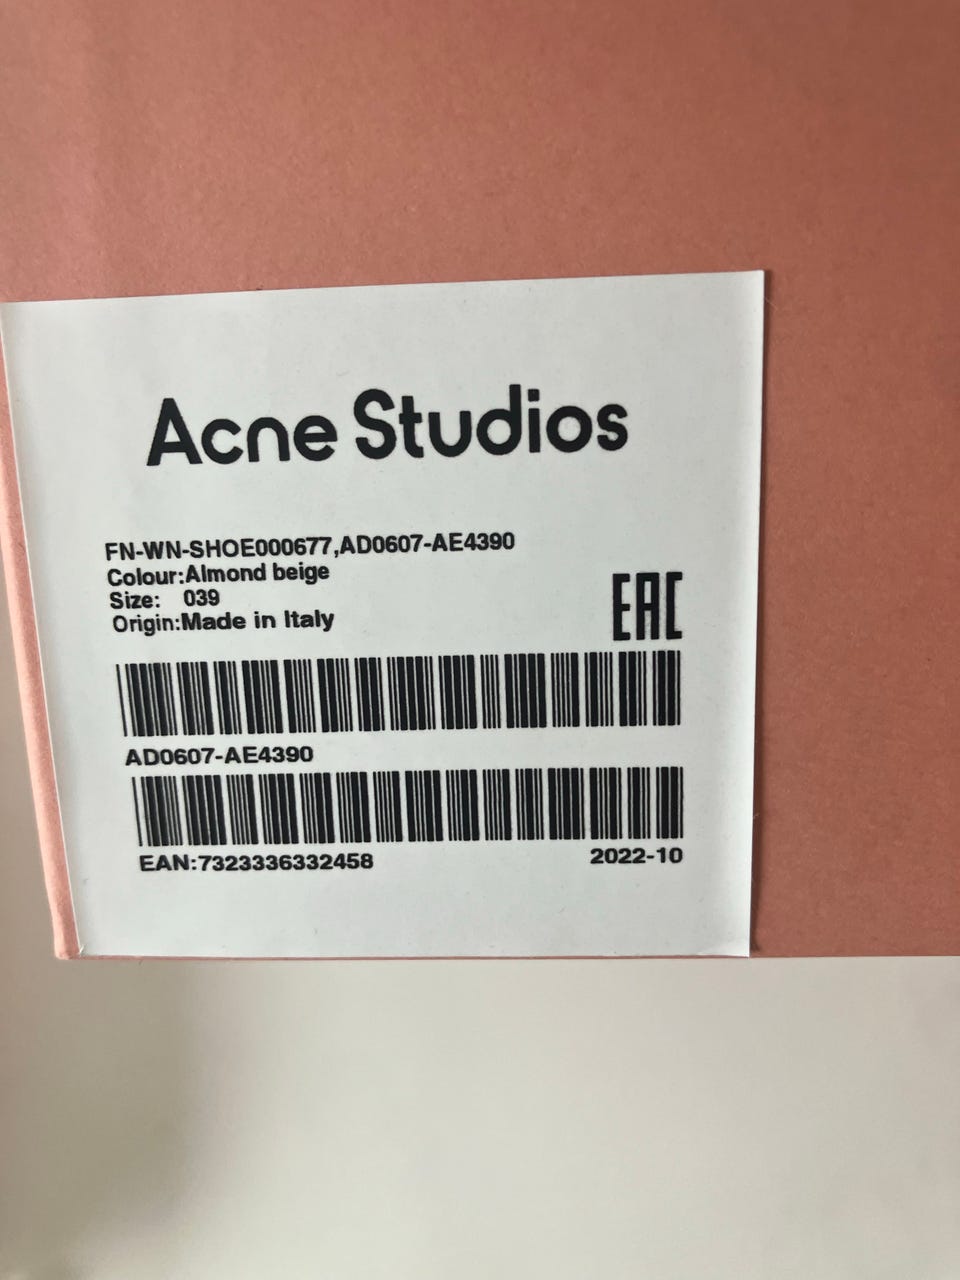 Acne Studios
FN-WN-SHOE000677,AD0607-AE4390
Colour:Almond beige
Size: 039
Origin:Made in Italy
EAC
AD0607-AE4390
EAN:7323336332458
2022-10